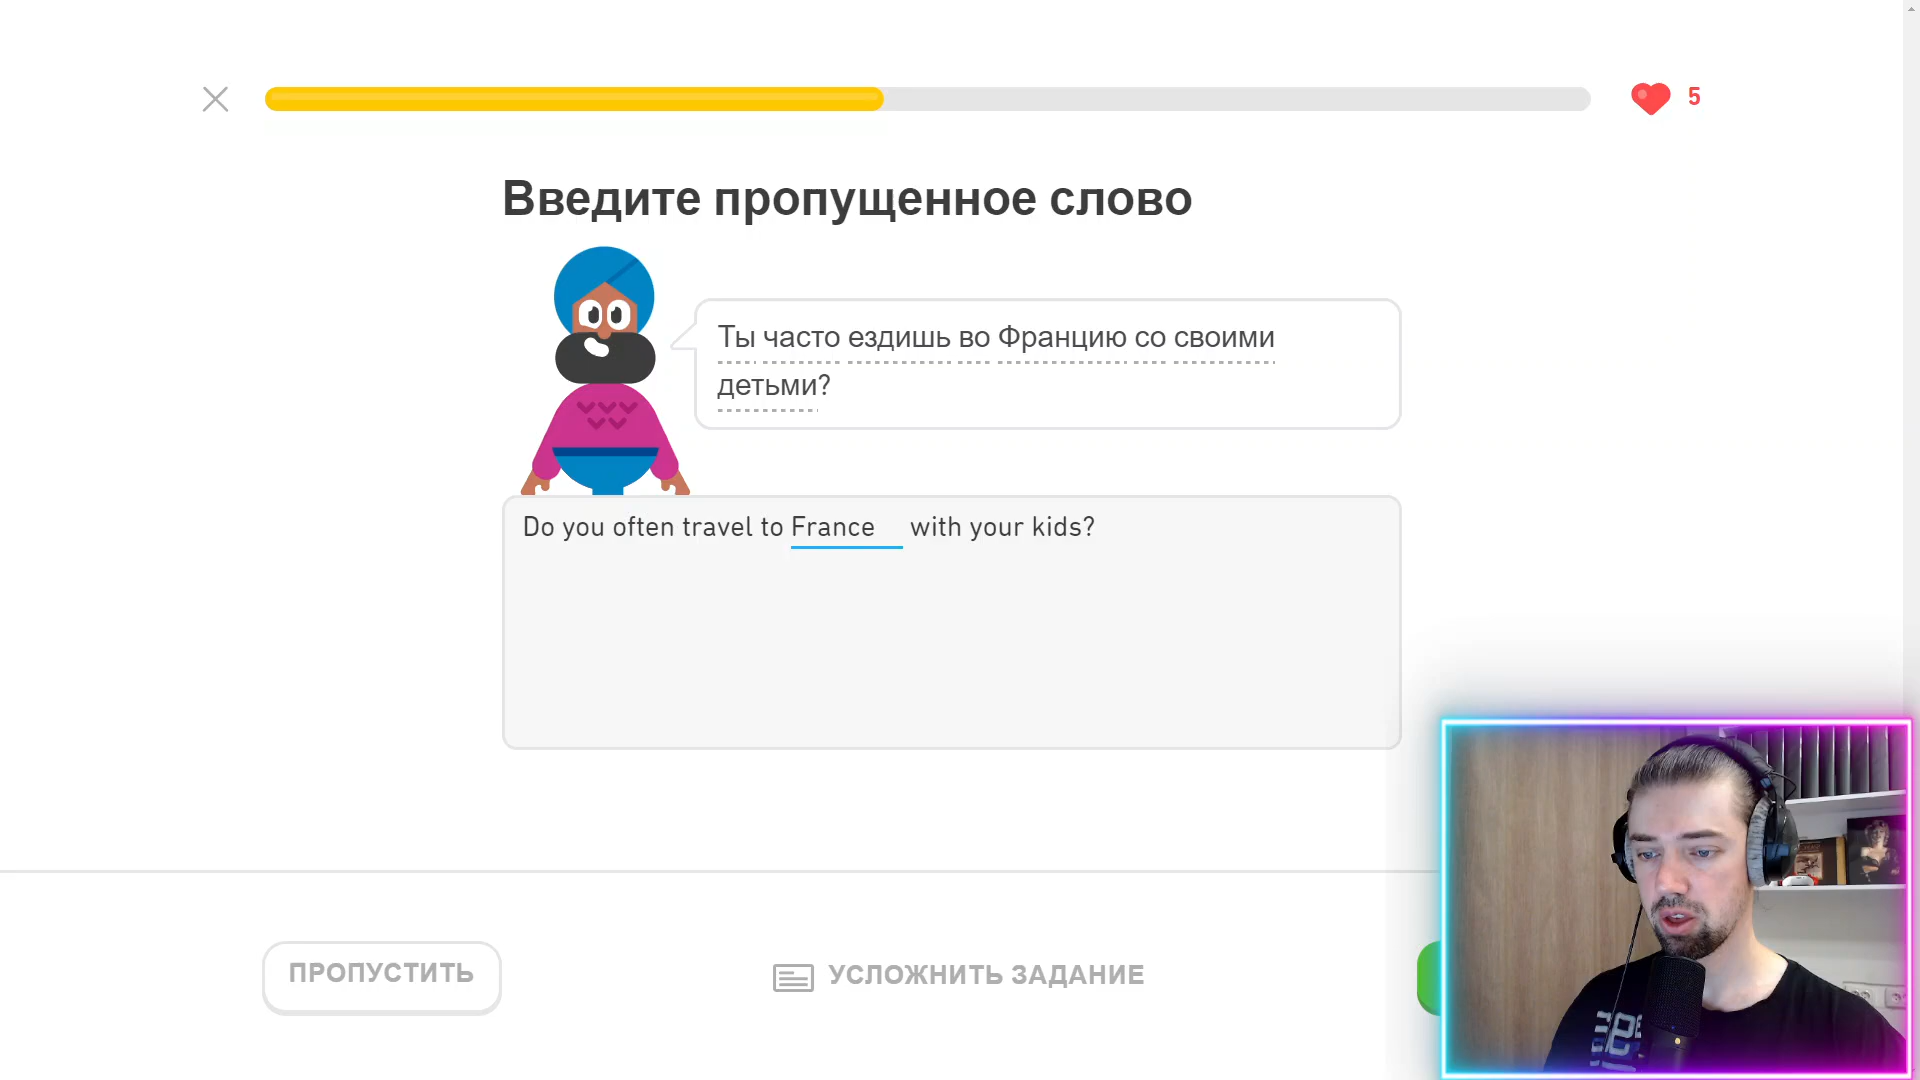 5
Введите пропущенное слово
Ты часто ездишь во Францию со своими
детьми?
Do you often travel to France with your kids?
ПРОПУСТИТЬ
УСЛОЖНИТЬ ЗАДАНИЕ